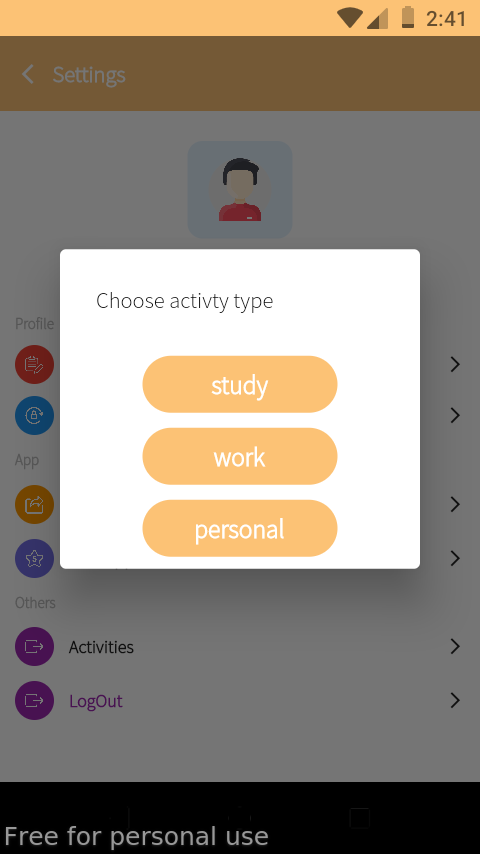 2:41
Settings
Choose activty type
Profile
study
work
App
personal
Others
Activities
LogOut
Free for personal use